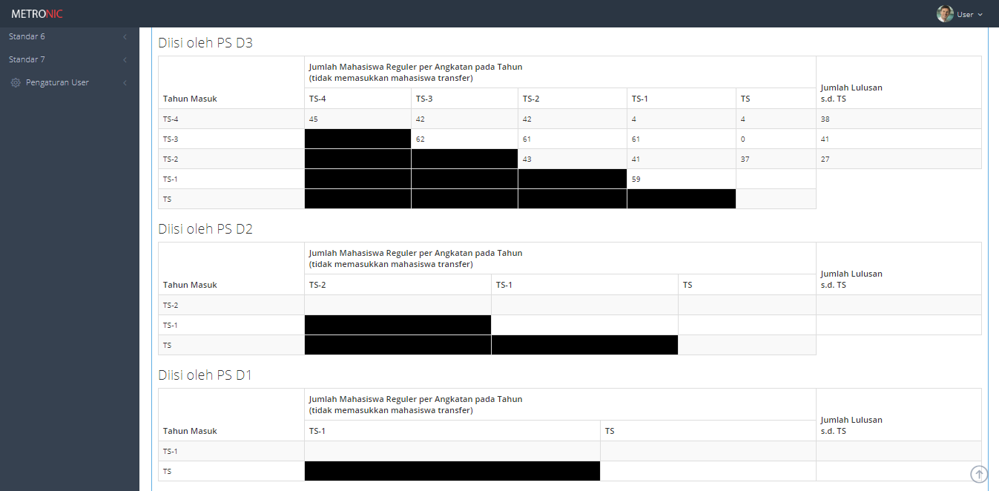 METRONIC
User
Standar 6
Standar 7
Pengaturan User
Diisi oleh PS D3
Tahun Masuk
Jumlah Mahasiswa Reguler per Angkatan pada Tahun
(tidak memasukkan mahasiswa transfer)
Jumlah Lulusan
s.d. TS
TS-4 TS-3 TS-2 TS-1 TS
TS-4 45 42 42 4 4 38
TS-3 62 61 61 0 41
TS-2 43 41 37 27
TS-1 59
TS
Diisi oleh PS D2
Tahun Masuk
Jumlah Mahasiswa Reguler per Angkatan pada Tahun
(tidak memasukkan mahasiswa transfer)
Jumlah Lulusan
s.d. TS
TS-2 TS-1 TS
TS-2
TS-1
TS
Diisi oleh PS D1
Tahun Masuk
Jumlah Mahasiswa Reguler per Angkatan pada Tahun
(tidak memasukkan mahasiswa transfer)
Jumlah Lulusan
s.d. TS
TS-1 TS
TS-1
TS